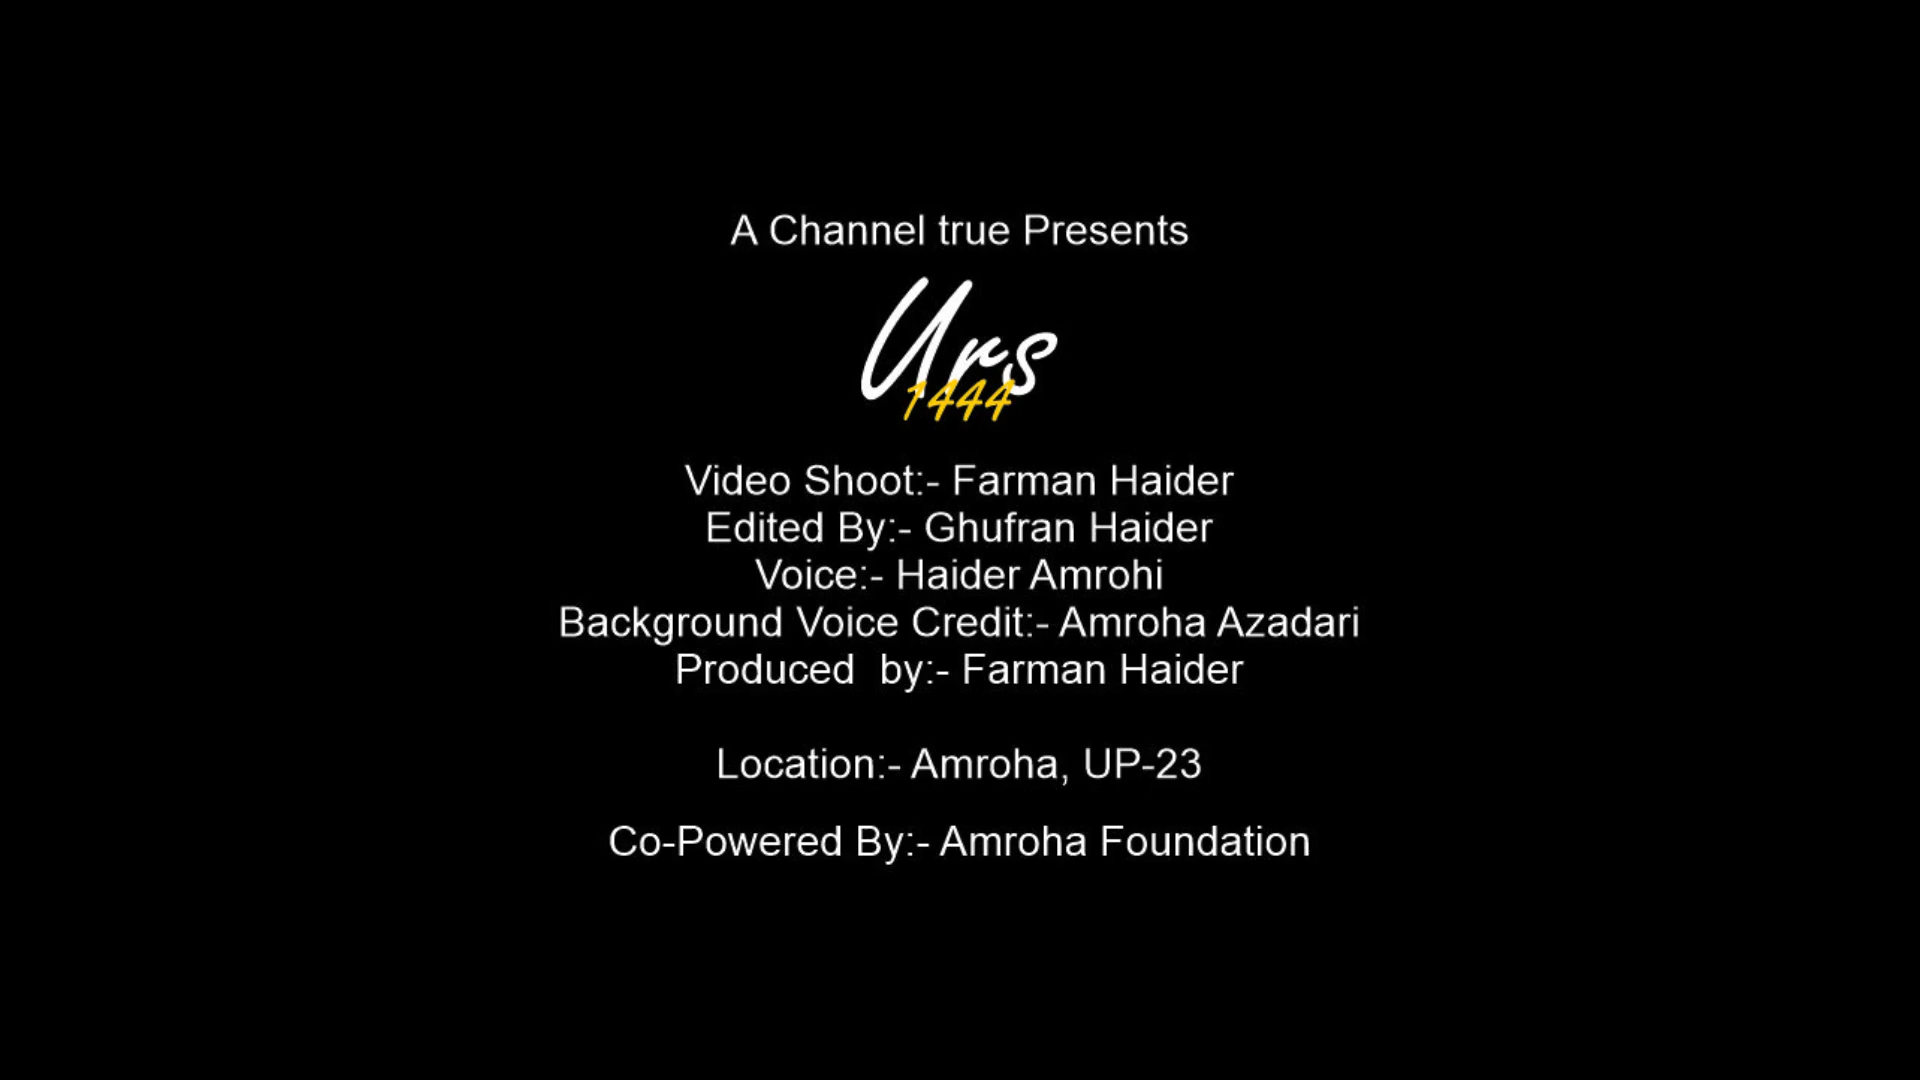 A Channel true Presents
Urs
1444
Video Shoot:- Farman Haider
Edited By:- Ghufran Haider
Voice:- Haider Amrohi
Background Voice Credit:- Amroha Azadari
Produced  by:- Farman Haider
Location:- Amroha, UP-23
Co-Powered By:- Amroha Foundation